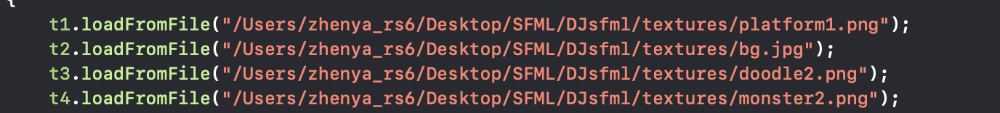 {
t1.loadFromFile("/Users/zhenya_rs6/Desktop/SFML/DJsfml/textures/platform1.png");
t2.loadFromFile("/Users/zhenya_rs6/Desktop/SFML/DJsfml/textures/bg.jpg");
t3.loadFromFile("/Users/zhenya_rs6/Desktop/SFML/DJsfml/textures/doodle2.png");
t4.loadFromFile("/Users/zhenya_rs6/Desktop/SFML/DJsfml/textures/monster2.png");